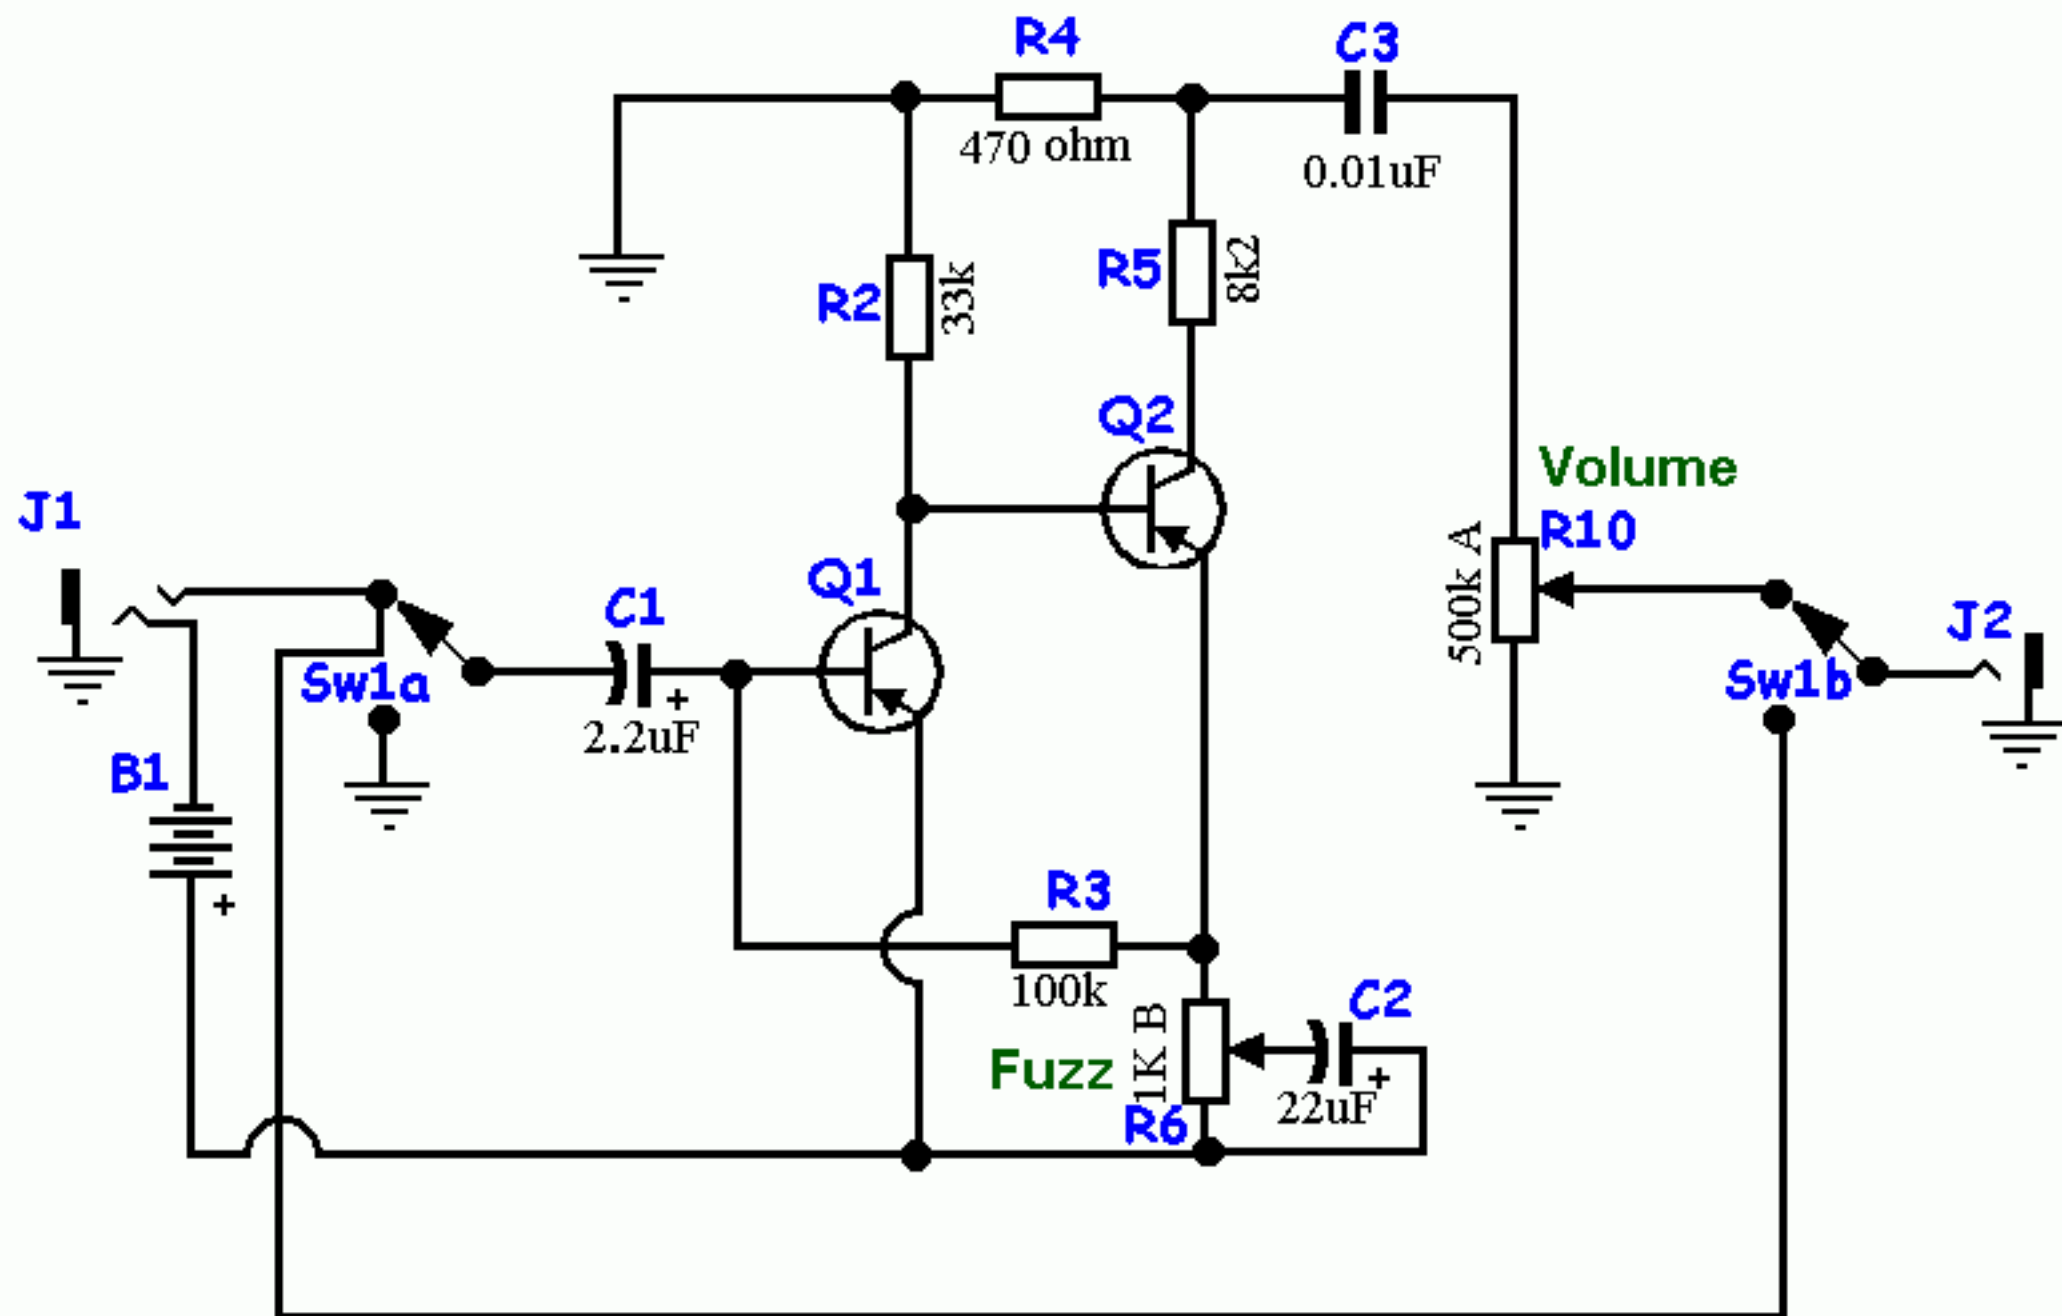 R4
C3
470 ohm
0.01uF
R2
33k
R5
8k2
Q2
J1
Volume
R10
500k A
Q1
C1
J2
Sw1a
+
2.2uF
Sw1b
B1
+
R3
100k
C2
Fuzz
1K B
+
22uF
R6